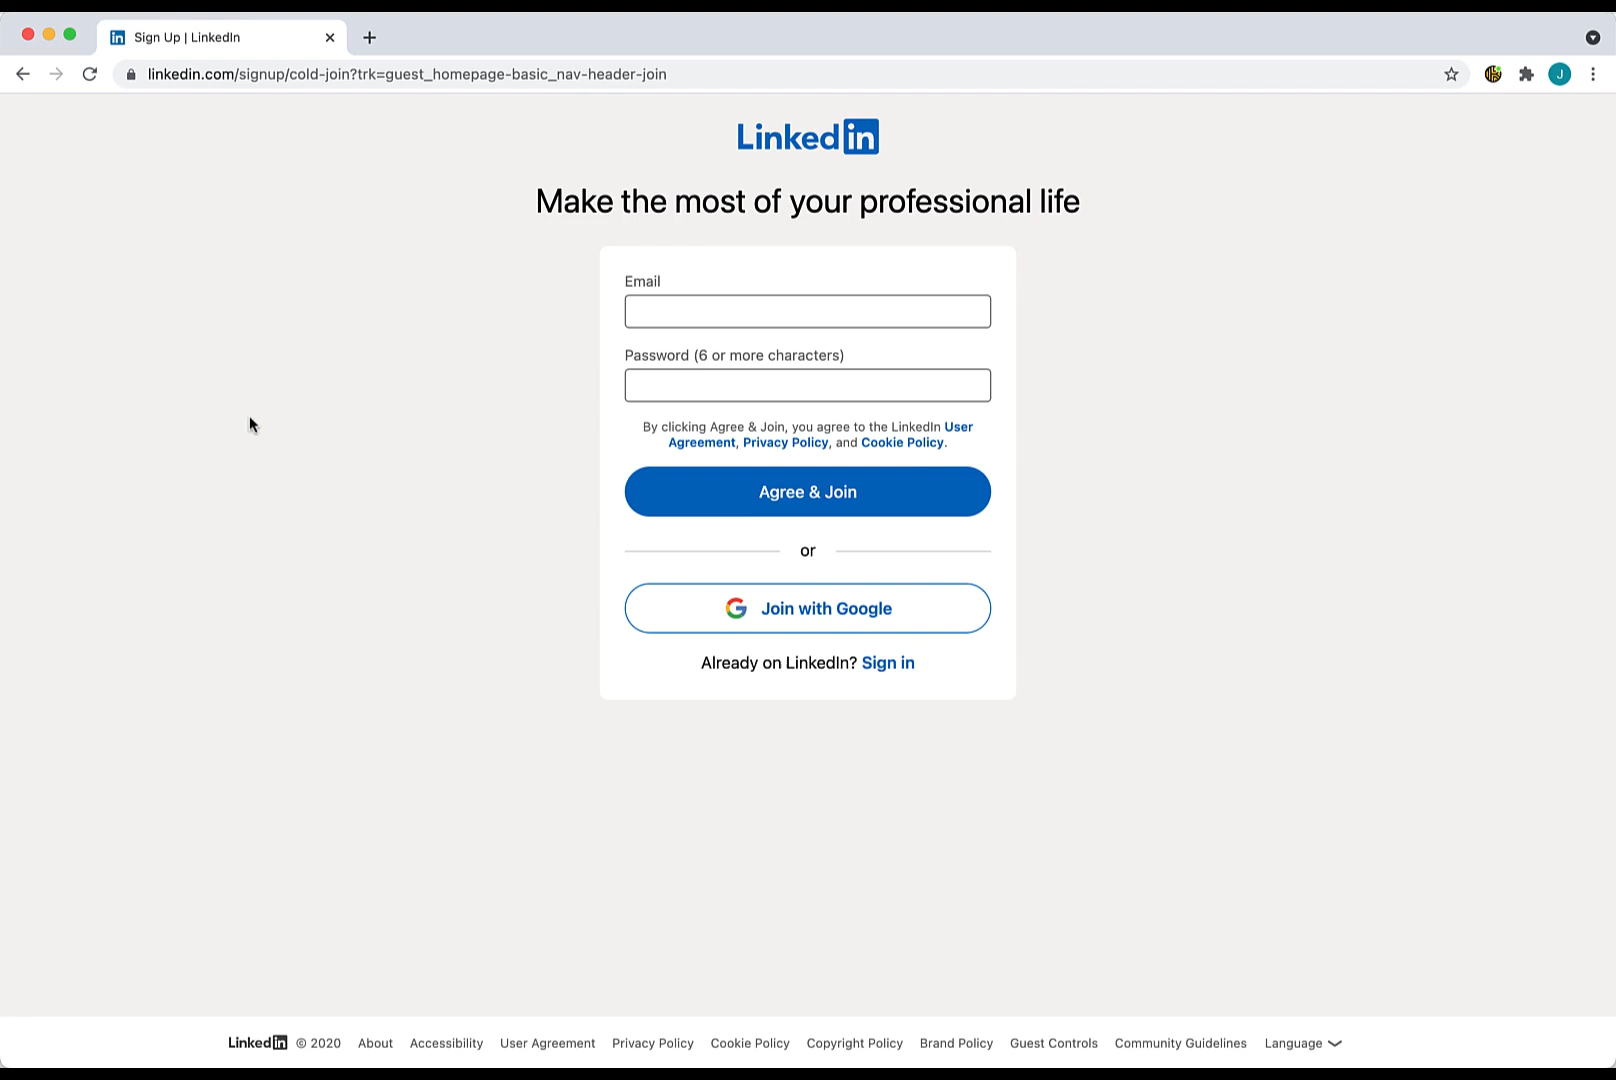 Sign Up | LinkedIn
linkedin.com/signup/cold-join?trk=guest_homepage-basic_nav-header-join
J
Linkedin
Make the most of your professional life
Email
Password (6 or more characters)
By clicking Agree & Join, you agree to the LinkedIn User
Agreement, Privacy Policy, and Cookie Policy.
Agree & Join
or
Join with Google
Already on LinkedIn? Sign in
Linkedin © 2020 About Accessibility User Agreement Privacy Policy Cookie Policy Copyright Policy Brand Policy Guest Controls Community Guidelines Language